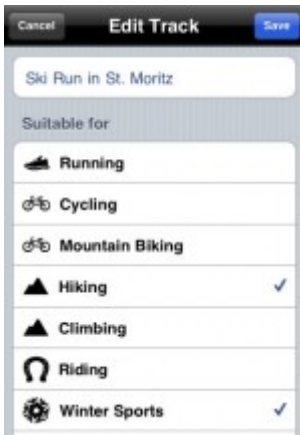 Cancel Edit Track Save
Ski Run in St. Moritz
Suitable for
Running
Cycling
Mountain Biking
Hiking
Climbing
Riding
Winter Sports